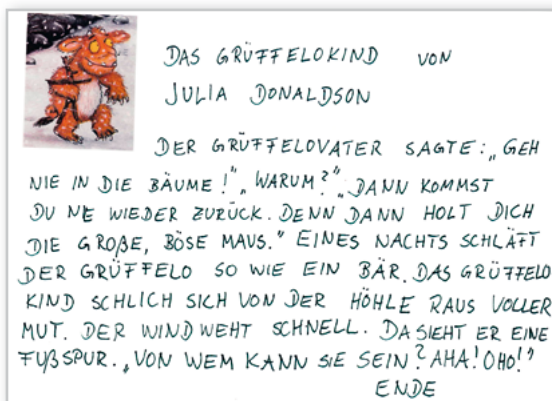 DAS GRÜFFELOKIND VON
JULIA DONALDSON
DER GRÜFFELOVATER SAGTE: „GEH
NIE IN DIE BÄUME!" „WARUM?" „DANN KOMMST
DU NIE WIEDER ZURÜCK. DENN DANN HOLT DICH
DIE GROßE, BÖSE MAUS." EINES NACHTS SCHLÄFT
DER GRÜFFELO SO WIE EIN BÄR. DAS GRÜFFELO
KIND SCHLICH SICH VON DER HÖHLE RAUS VOLLER
MUT. DER WIND WEHT SCHNELL. DA SIEHT ER EINE
FUßSPUR. „VON WEM KANN SIE SEIN? AHA! OHO!"
ENDE